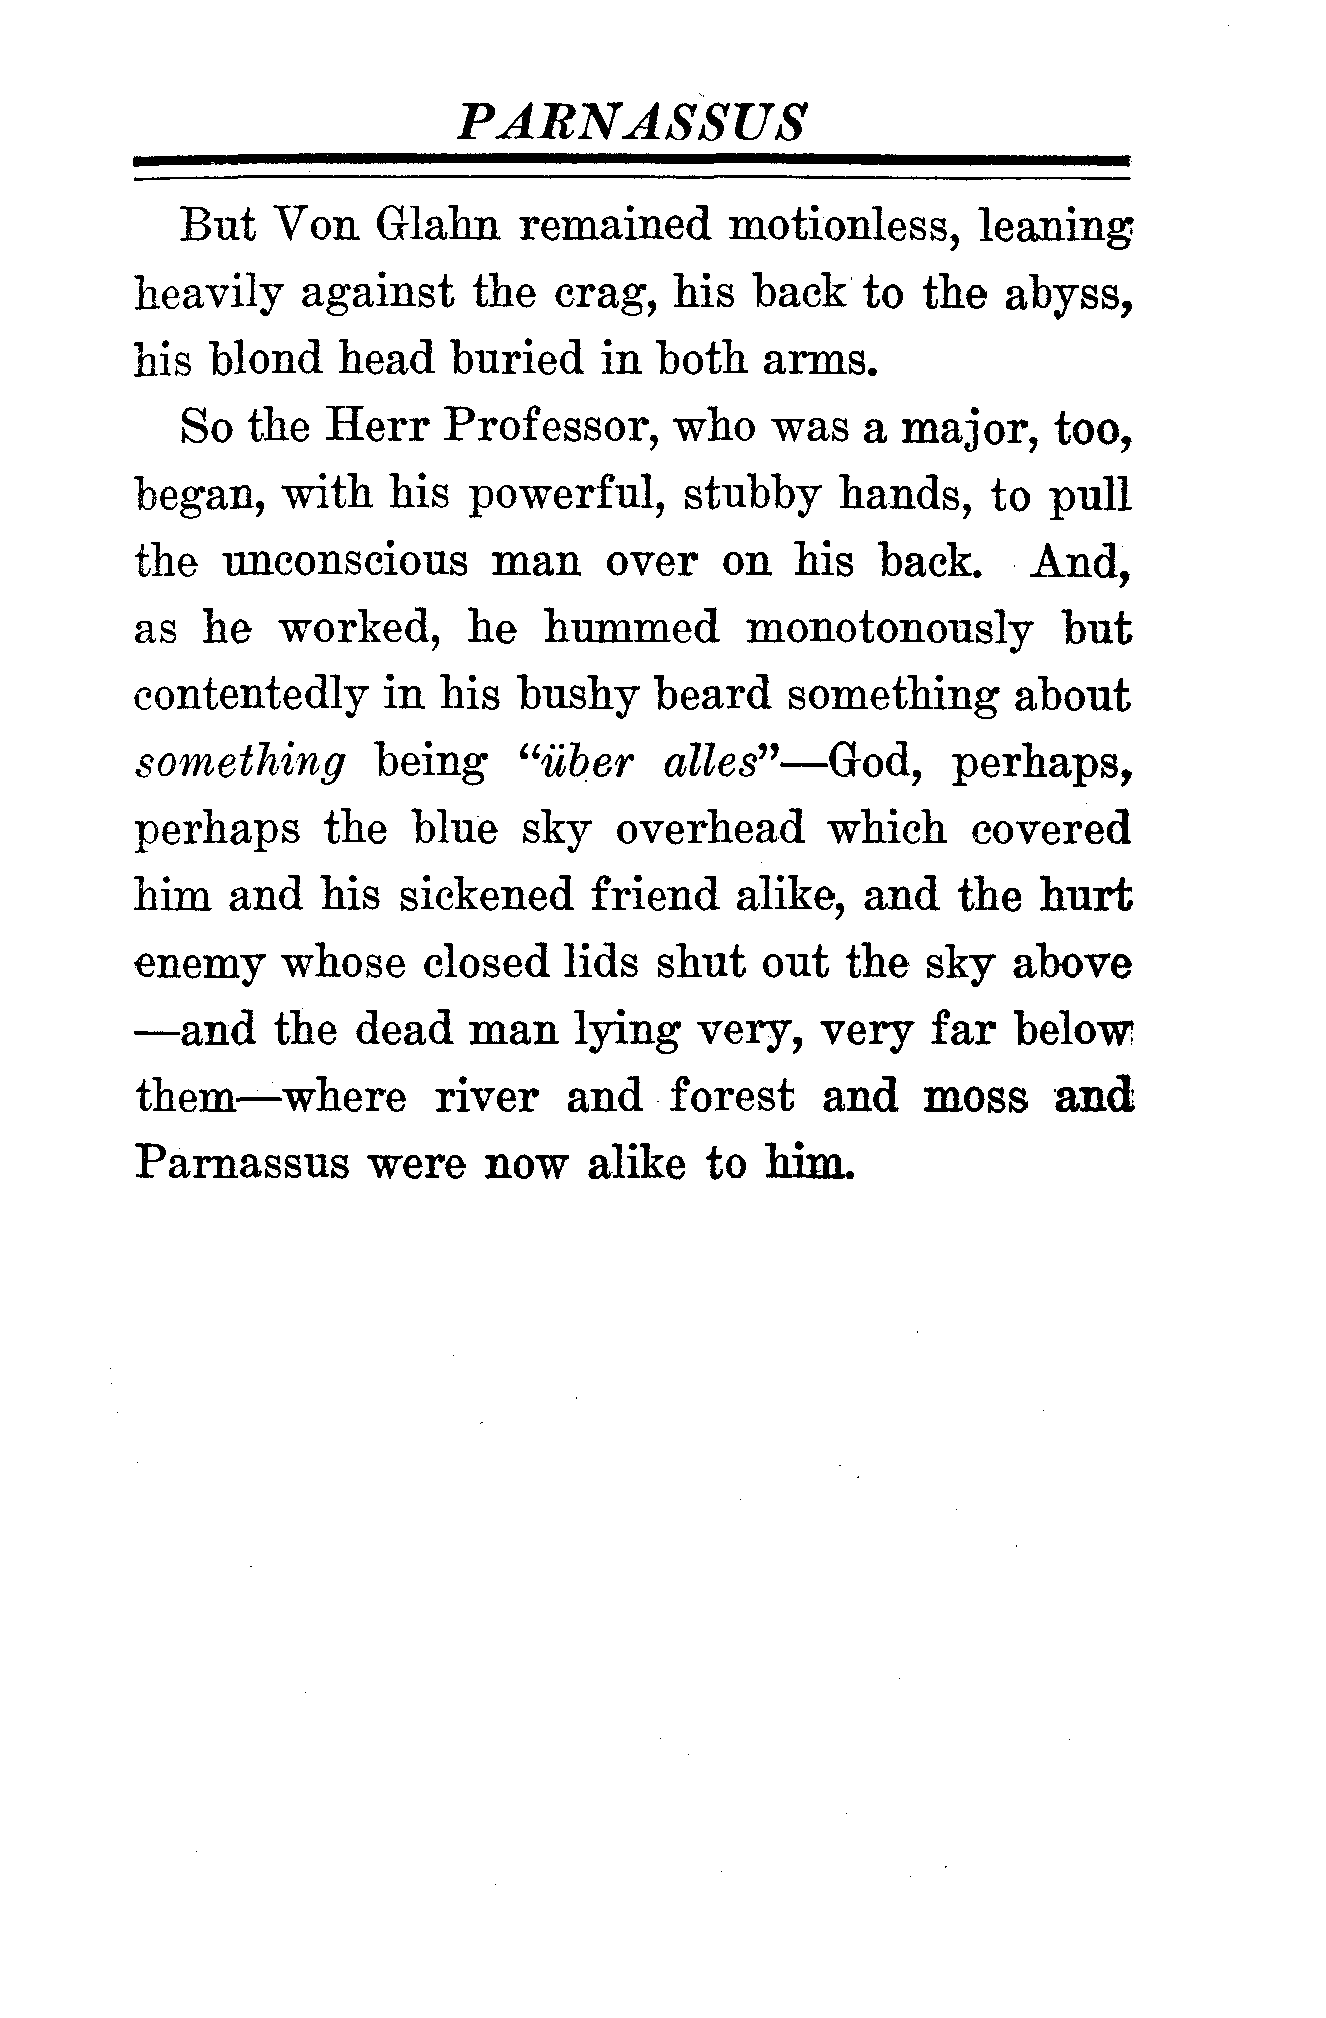 PARNASSUS
But Von Glahn remained motionless, leaning
heavily against the crag, his back to the abyss,
his blond head buried in both arms.
So the Herr Professor, who was a major, too,
began, with his powerful, stubby hands, to pull
the unconscious man over on his back. And,
as he worked, he hummed monotonously but
contentedly in his bushy beard something about
something being “über alles”—God, perhaps,
perhaps the blue sky overhead which covered
him and his sickened friend alike, and the hurt
enemy whose closed lids shut out the sky above
—and the dead man lying very, very far below
them—where river and forest and moss and
Parnassus were now alike to him.